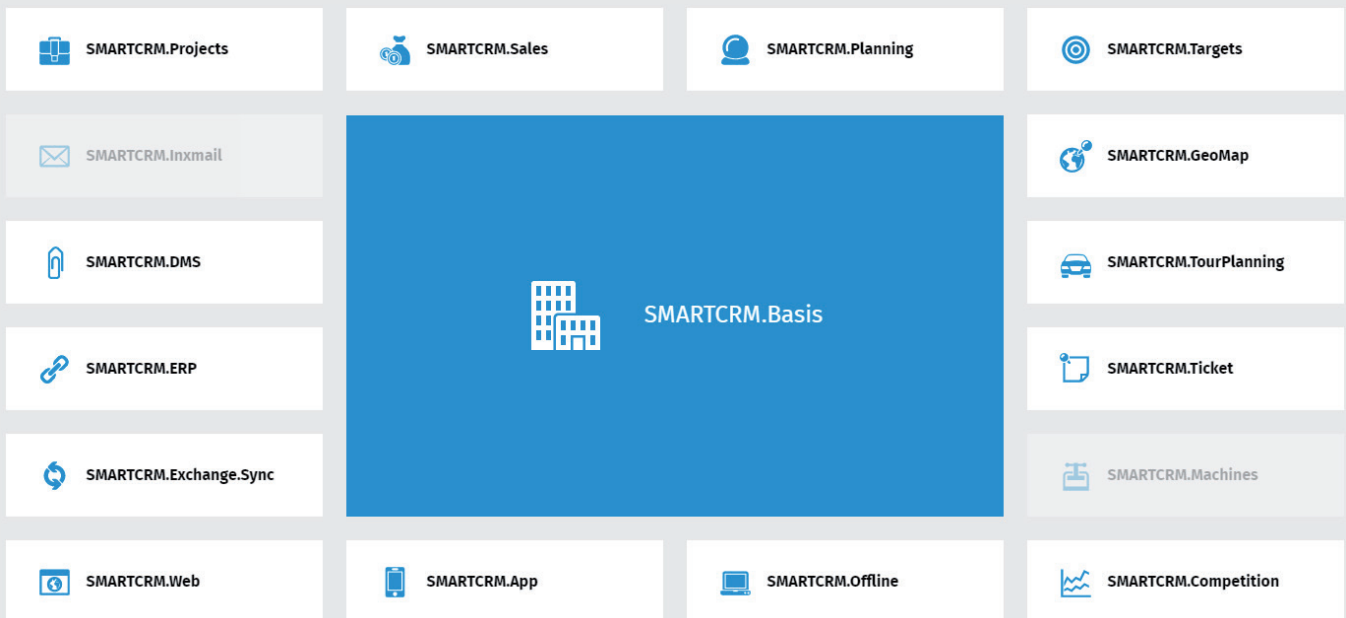 SMARTCRM.Projects
SMARTCRM.Sales
SMARTCRM.Planning
SMARTCRM.Targets
SMARTCRM.Inxmail
SMARTCRM.GeoMap
SMARTCRM.DMS
SMARTCRM.TourPlanning
SMARTCRM.Basis
SMARTCRM.ERP
SMARTCRM.Ticket
SMARTCRM.Exchange.Sync
SMARTCRM.Machines
SMARTCRM.Web
SMARTCRM.App
SMARTCRM.Offline
SMARTCRM.Competition